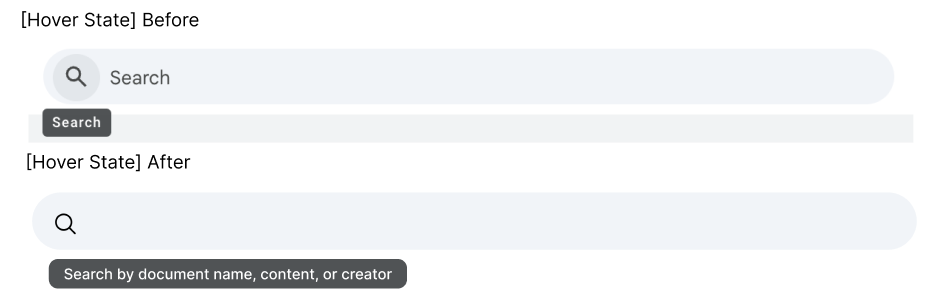 [Hover State] Before
Search
Search
[Hover State] After
Search by document name, content, or creator